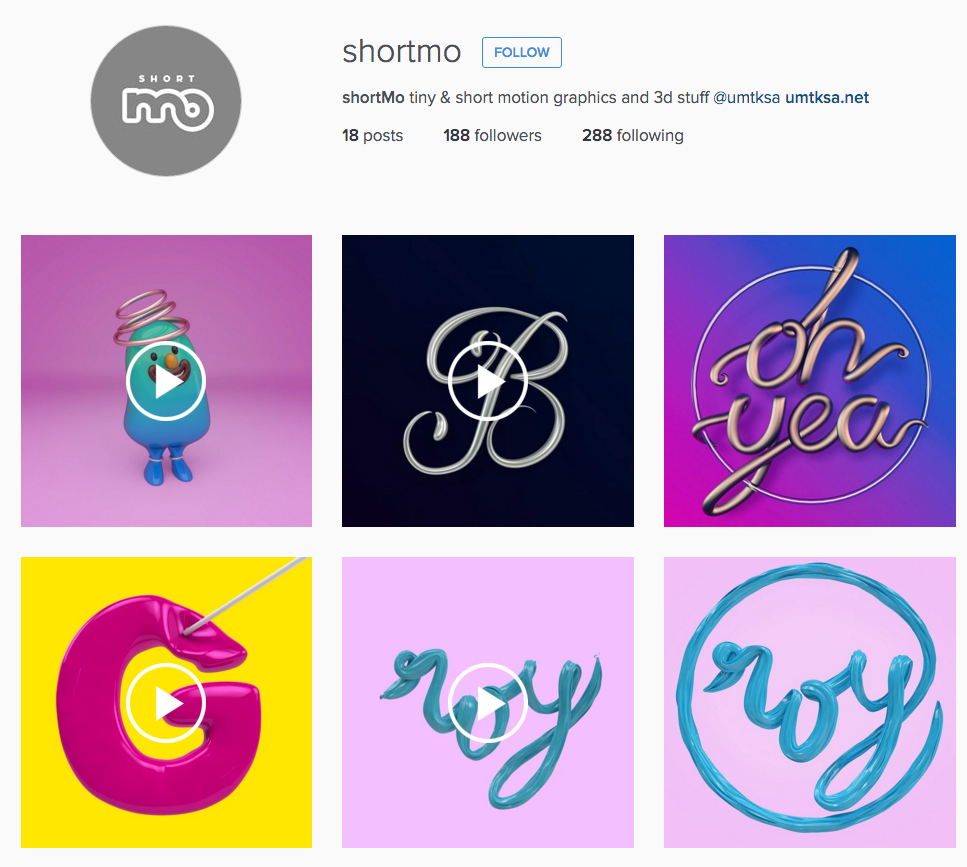 SHORT
mo
shortmo FOLLOW
shortMo tiny & short motion graphics and 3d stuff @umtksa umtksa.net
18 posts 188 followers 288 following
B
oh
yea
G
roy
roy